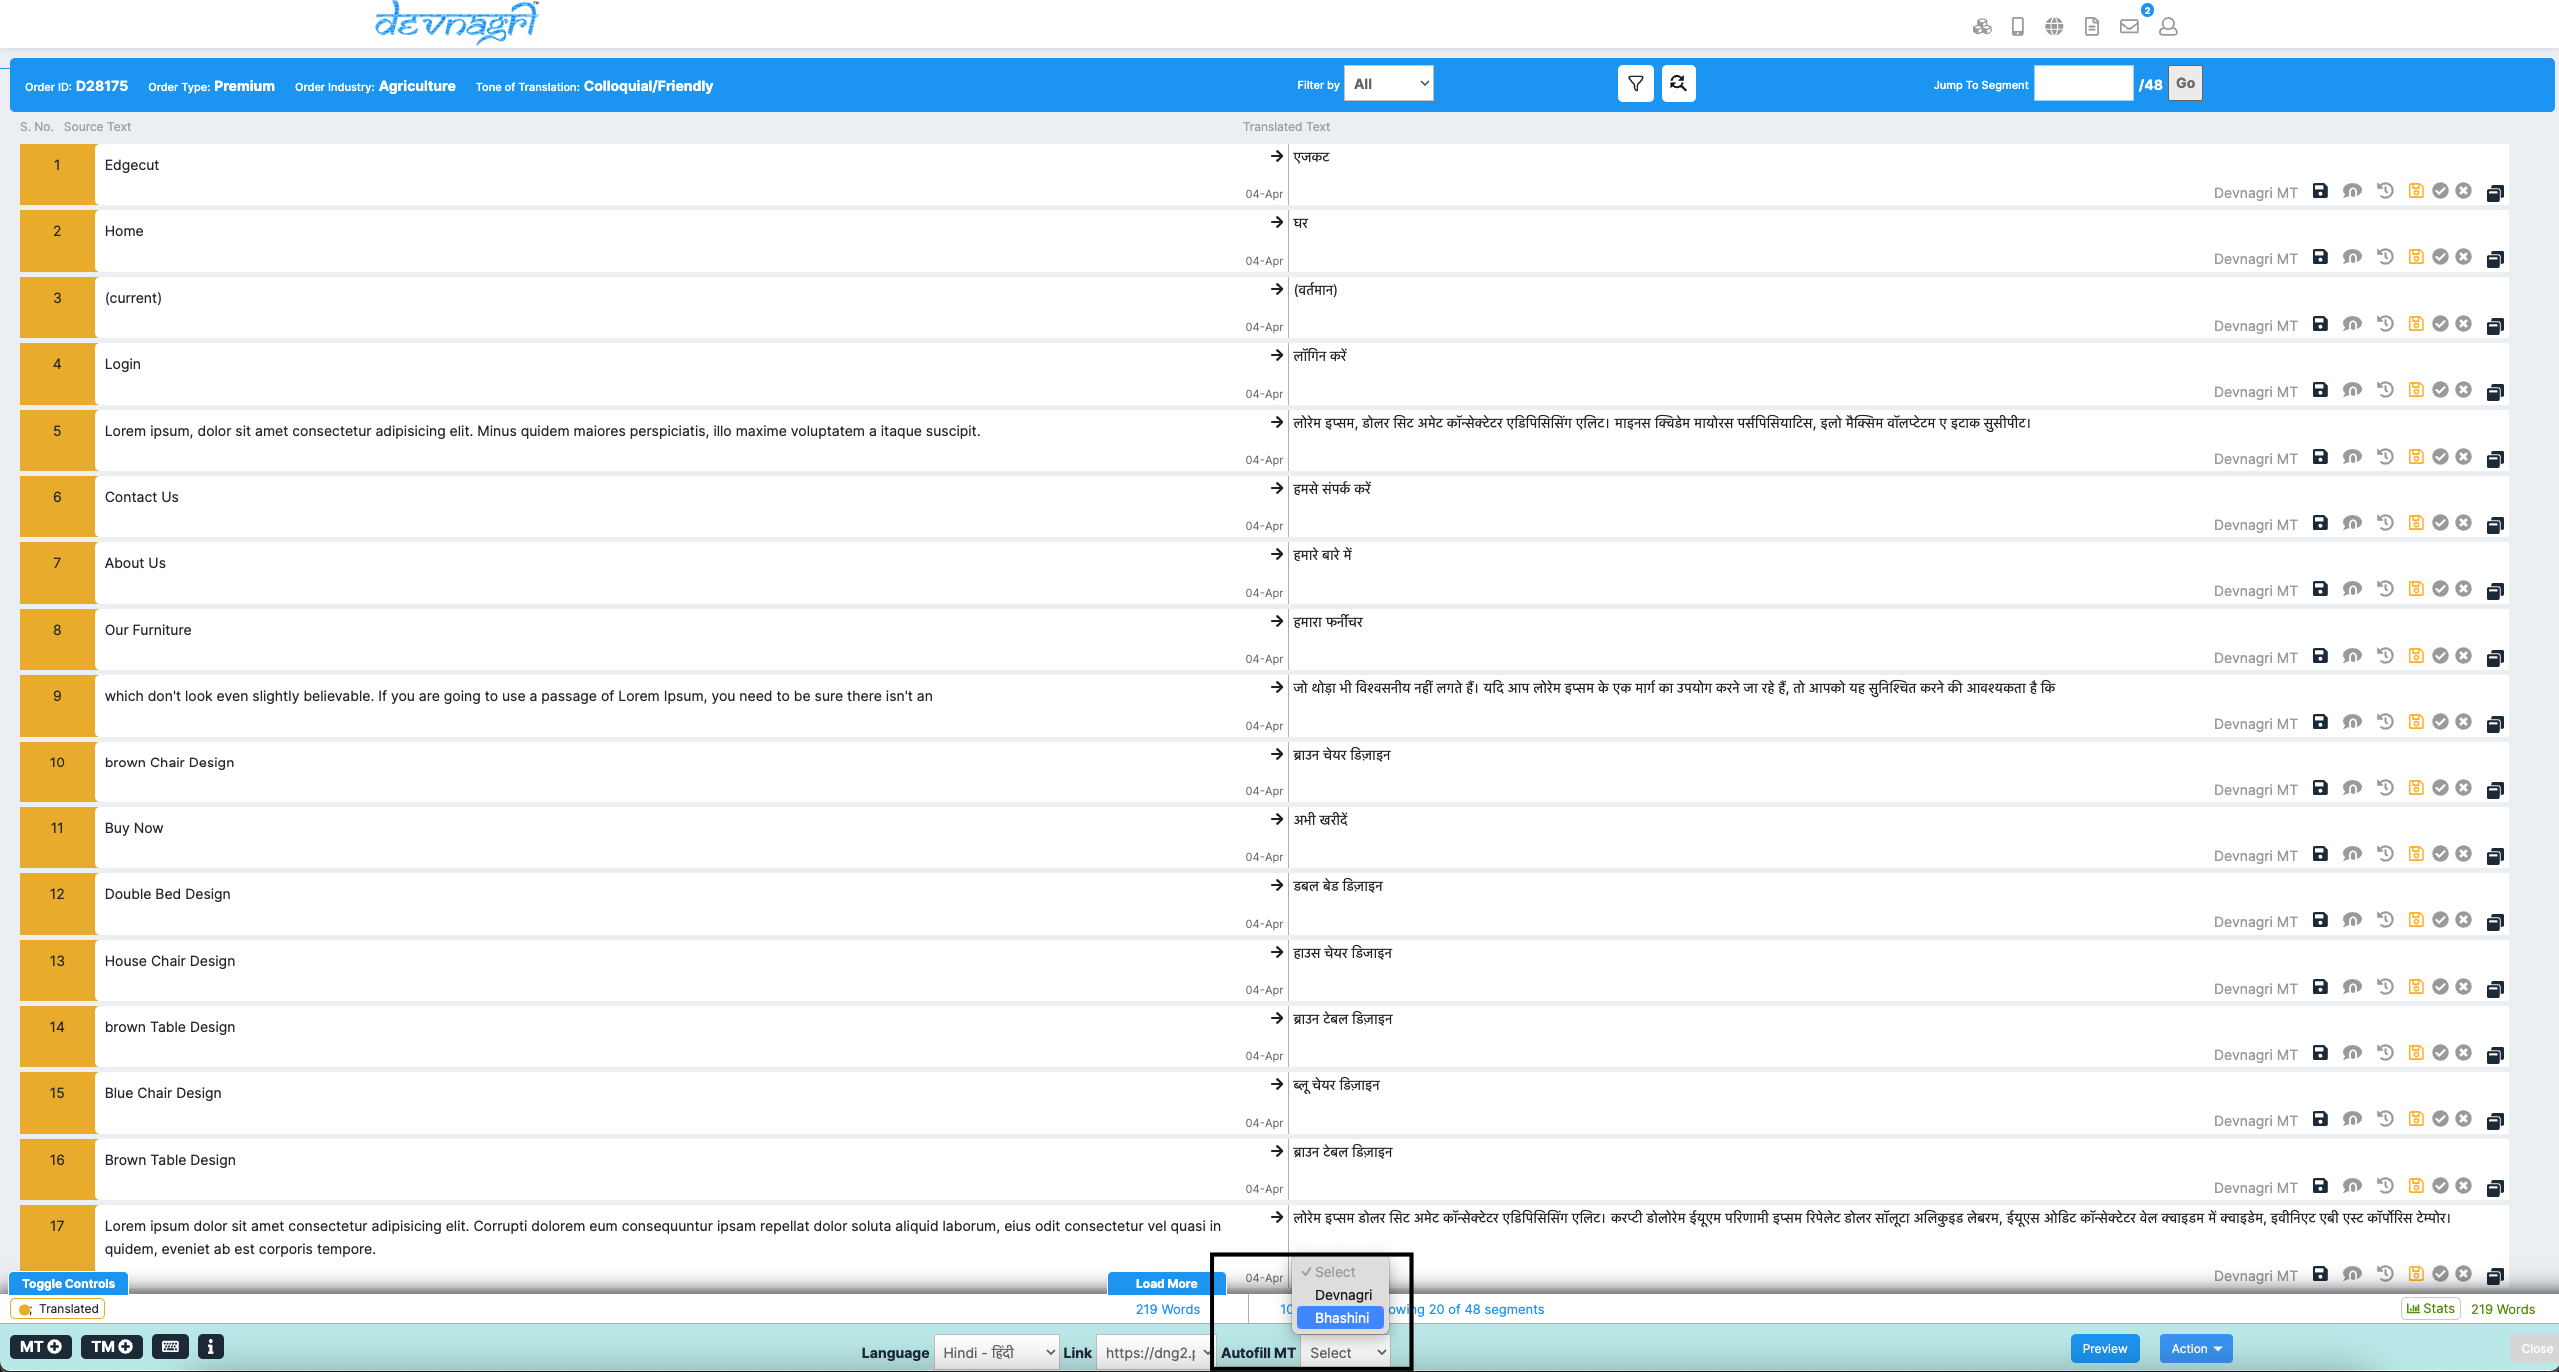 devnagri
2
Order ID: D28175 Order Type: Premium Order Industry: Agriculture Tone of Translation: Colloquial/Friendly Filter by All Jump To Segment /48 Go
S. No. Source Text Translated Text
1 Edgecut एजकट
04-Apr Devnagri MT
2 Home घर
04-Apr Devnagri MT
3 (current) (वर्तमान)
04-Apr Devnagri MT
4 Login लॉगिन करें
04-Apr Devnagri MT
5 Lorem ipsum, dolor sit amet consectetur adipisicing elit. Minus quidem maiores perspiciatis, illo maxime voluptatem a itaque suscipit. लोरेम इप्सम, डोलर सिट अमेट कॉन्सेक्टेटर एडिपिसिसिंग एलिट। माइनस क्विडेम मायोरस पर्सपिसियाटिस, इलो मैक्सिम वॉलप्टेटम ए इटाक सुसीपीट।
04-Apr Devnagri MT
6 Contact Us हमसे संपर्क करें
04-Apr Devnagri MT
7 About Us हमारे बारे में
04-Apr Devnagri MT
8 Our Furniture हमारा फर्नीचर
04-Apr Devnagri MT
9 which don't look even slightly believable. If you are going to use a passage of Lorem Ipsum, you need to be sure there isn't an जो थोड़ा भी विश्वसनीय नहीं लगते हैं। यदि आप लोरेम इप्सम के एक मार्ग का उपयोग करने जा रहे हैं, तो आपको यह सुनिश्चित करने की आवश्यकता है कि
04-Apr Devnagri MT
10 brown Chair Design ब्राउन चेयर डिज़ाइन
04-Apr Devnagri MT
11 Buy Now अभी खरीदें
04-Apr Devnagri MT
12 Double Bed Design डबल बेड डिज़ाइन
04-Apr Devnagri MT
13 House Chair Design हाउस चेयर डिजाइन
04-Apr Devnagri MT
14 brown Table Design ब्राउन टेबल डिज़ाइन
04-Apr Devnagri MT
15 Blue Chair Design ब्लू चेयर डिज़ाइन
04-Apr Devnagri MT
16 Brown Table Design ब्राउन टेबल डिज़ाइन
04-Apr Devnagri MT
17 Lorem ipsum dolor sit amet consectetur adipisicing elit. Corrupti dolorem eum consequuntur ipsam repellat dolor soluta aliquid laborum, eius odit consectetur vel quasi in लोरेम इप्सम डोलर सिट अमेट कॉन्सेक्टेटर एडिपिसिसिंग एलिट। करप्टी डोलोरेम ईयूएम परिणामी इप्सम रिपेलेट डोलर सॉलूटा अलिकुइड लेबरम, ईयूएस ओडिट कॉन्सेक्टेटर वेल क्वाइडम में क्वाइडेम, इवीनिएट एबी एस्ट कॉर्पोरिस टेम्पोर।
quidem, eveniet ab est corporis tempore.
04-Apr Select Devnagri MT
Toggle Controls Load More Devnagri
Translated 219 Words 10 Bhashini owing 20 of 48 segments Stats 219 Words
MT TM Language Hindi - हिंदी Link https://dng2.p Autofill MT Select Preview Action Close